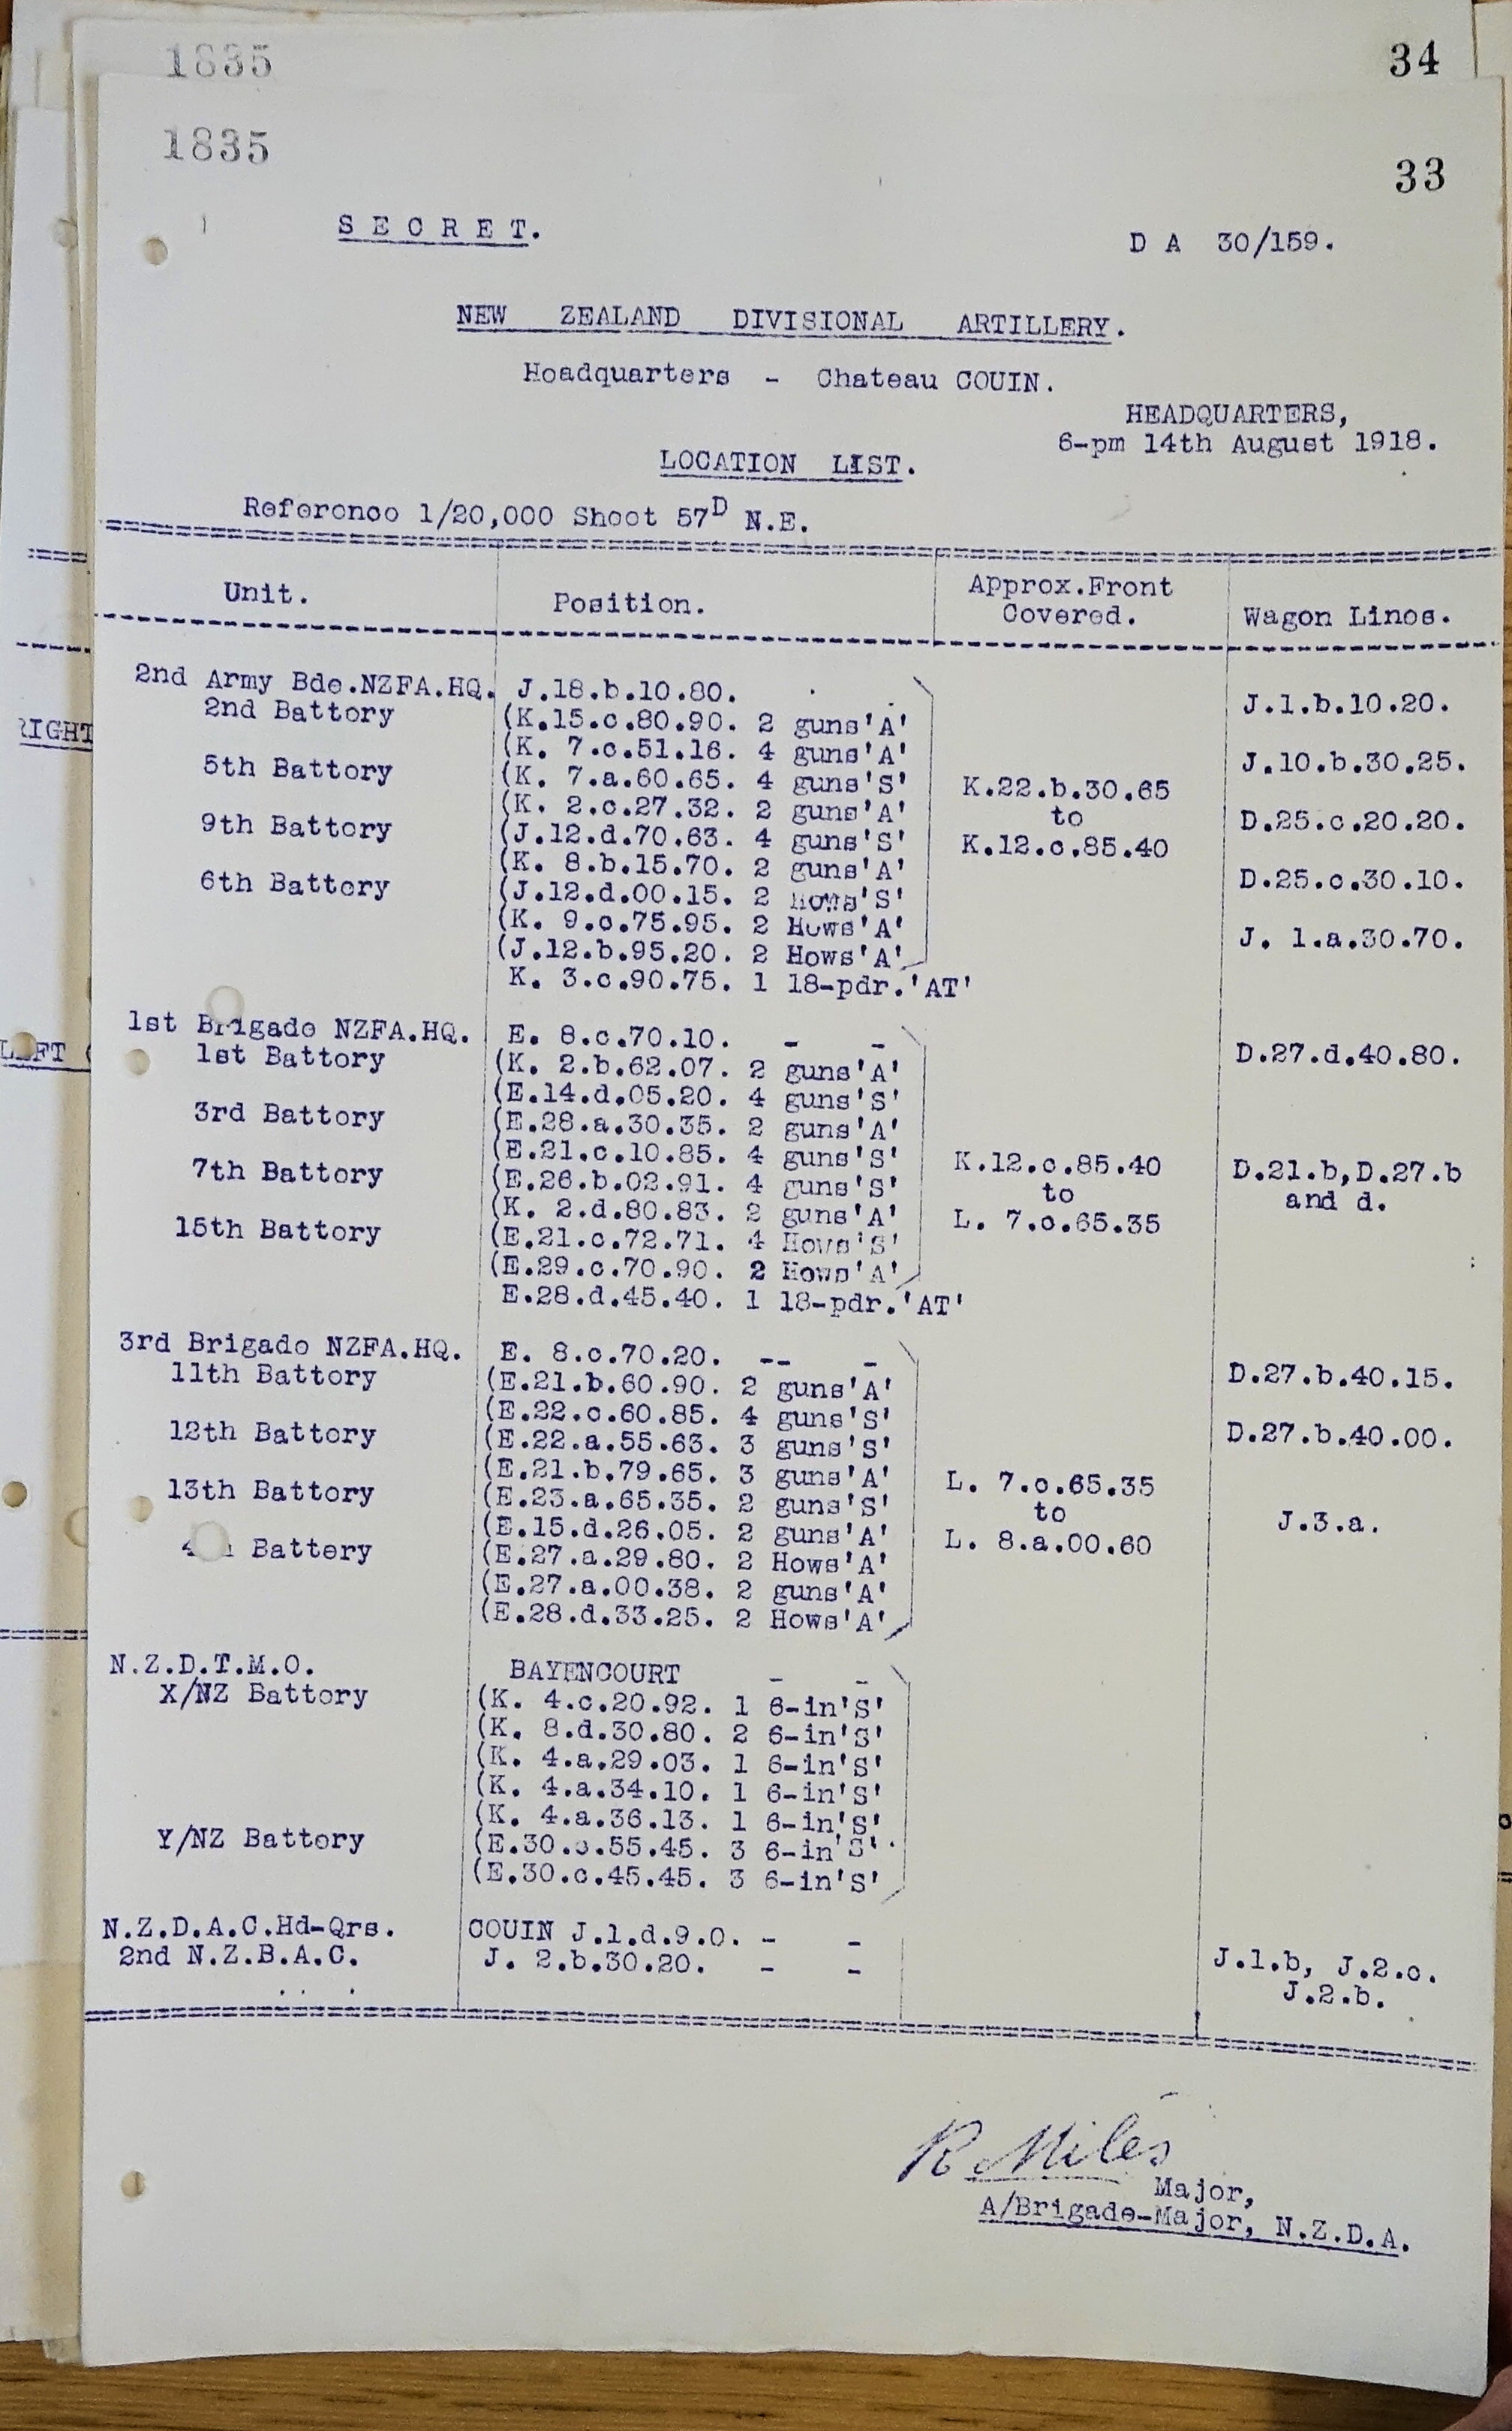 1835 34
1835
33
SECRET.
D A 30/159.
NEW ZEALAND DIVISIONAL ARTILLERY.
Headquarters - Chateau COUIN.
HEADQUARTERS,
6-pm 14th August 1918.
LOCATION LIST.
Reference 1/20,000 Sheet 57D N.E.
Unit. Position. Approx.Front Covered. Wagon Lines.
2nd Army Bde.NZFA.HQ. J.18.b.10.80. J.1.b.10.20.
2nd Battery (K.15.c.80.90. 2 guns'A'
(K. 7.c.51.16. 4 guns'A' J.10.b.30.25.
5th Battery (K. 7.a.60.65. 4 guns'S' K.22.b.30.65
(K. 2.c.27.32. 2 guns'A' to D.25.c.20.20.
9th Battery (J.12.d.70.63. 4 guns'S' K.12.c.85.40
(K. 8.b.15.70. 2 guns'A' D.25.c.30.10.
6th Battery (J.12.d.00.15. 2 Hows'S'
(K. 9.c.75.95. 2 Hows'A' J. 1.a.30.70.
(J.12.b.95.20. 2 Hows'A'
K. 3.c.90.75. 1 18-pdr.'AT'
1st Brigade NZFA.HQ. E. 8.c.70.10. - - D.27.d.40.80.
1st Battery (K. 2.b.62.07. 2 guns'A'
(E.14.d.05.20. 4 guns'S'
3rd Battery (E.28.a.30.35. 2 guns'A'
(E.21.c.10.85. 4 guns'S' K.12.c.85.40 D.21.b,D.27.b
7th Battery (E.26.b.02.91. 4 guns'S' to and d.
(K. 2.d.80.83. 2 guns'A' L. 7.c.65.35
15th Battery (E.21.c.72.71. 4 Hows'S'
(E.29.c.70.90. 2 Hows'A'
E.28.d.45.40. 1 18-pdr.'AT'
3rd Brigade NZFA.HQ. E. 8.c.70.20. -- - D.27.b.40.15.
11th Battery (E.21.b.60.90. 2 guns'A'
(E.22.c.60.85. 4 guns'S' D.27.b.40.00.
12th Battery (E.22.a.55.63. 3 guns'S'
(E.21.b.79.65. 3 guns'A' L. 7.c.65.35
13th Battery (E.23.a.65.35. 2 guns'S' to J.3.a.
(E.15.d.26.05. 2 guns'A' L. 8.a.00.60
Battery (E.27.a.29.80. 2 Hows'A'
(E.27.a.00.38. 2 guns'A'
(E.28.d.33.25. 2 Hows'A'
N.Z.D.T.M.O. BAYENCOURT - -
X/NZ Battery (K. 4.c.20.92. 1 6-in'S'
(K. 8.d.30.80. 2 6-in'S'
(K. 4.a.29.03. 1 6-in'S'
(K. 4.a.34.10. 1 6-in'S'
(K. 4.a.36.13. 1 6-in'S'
Y/NZ Battery (E.30.c.55.45. 3 6-in'S'
(E.30.c.45.45. 3 6-in'S'
N.Z.D.A.C.Hd-Qrs. COUIN J.1.d.9.0. - - J.1.b, J.2.c.
2nd N.Z.B.A.C. J. 2.b.30.20. - - J.2.b.
R Miles
Major,
A/Brigade-Major, N.Z.D.A.